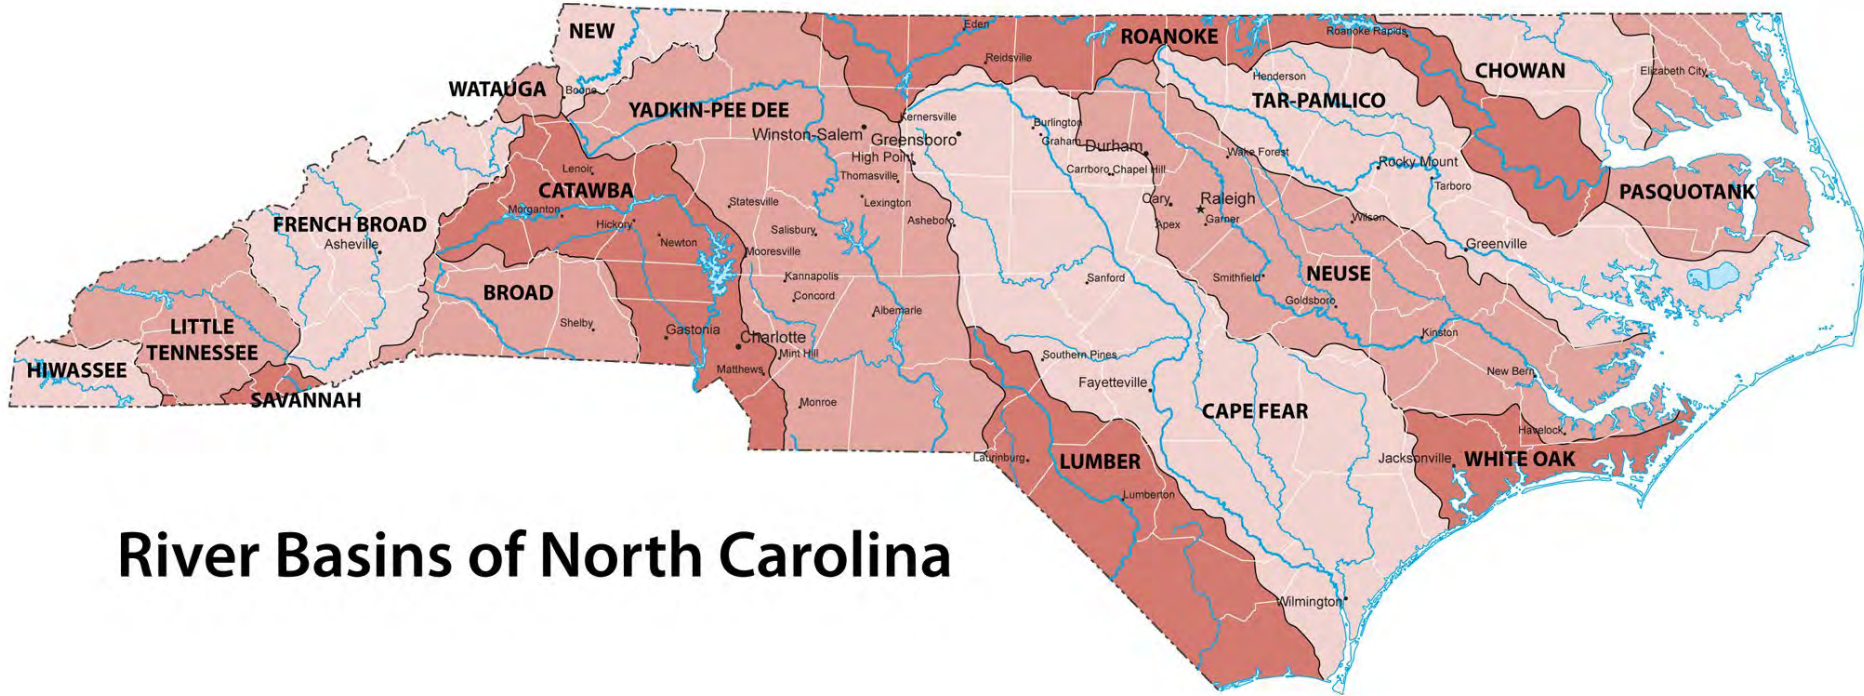 NEW
Eden
ROANOKE
Roanoke Rapids
Reidsville
CHOWAN
Elizabeth City
WATAUGA
Boone
YADKIN-PEE DEE
Henderson
TAR-PAMLICO
Kernersville
Burlington
Winston-Salem
Greensboro
Graham
Durham
High Point
Wake Forest
Rocky Mount
Lenoir
Thomasville
Carrboro
Chapel Hill
Tarboro
CATAWBA
PASQUOTANK
Morganton
Statesville
Lexington
Cary
Raleigh
Hickory
Asheboro
Apex
Garner
Wilson
FRENCH BROAD
Asheville
Newton
Salisbury
Greenville
Mooresville
Kannapolis
Sanford
Smithfield
NEUSE
BROAD
Concord
Goldsboro
Albemarle
LITTLE
TENNESSEE
Shelby
Gastonia
Charlotte
Kinston
Mint Hill
Southern Pines
HIWASSEE
Matthews
Fayetteville
New Bern
SAVANNAH
Monroe
CAPE FEAR
Havelock
Laurinburg
LUMBER
Jacksonville
WHITE OAK
Lumberton
River Basins of North Carolina
Wilmington